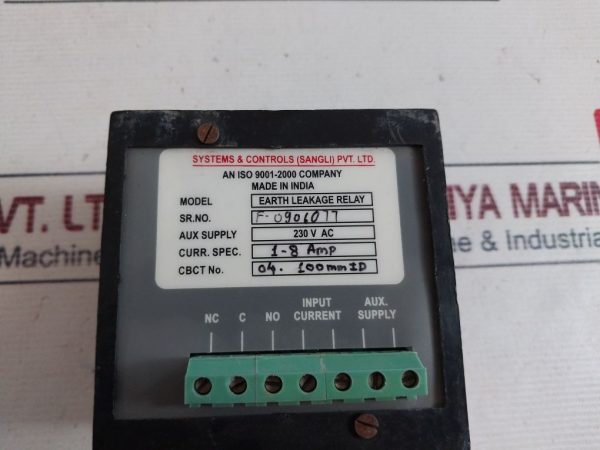 SYSTEMS & CONTROLS (SANGLI) PVT. LTD.
AN ISO 9001-2000 COMPANY
MADE IN INDIA
MODEL EARTH LEAKAGE RELAY
SR.NO. F-0906077
AUX SUPPLY 230 V AC
CURR. SPEC. 1-8 Amp
CBCT No. 04. 100mm ID
NC C NO INPUT CURRENT AUX. SUPPLY
PVT. LT
Machine
IYA MARIN
ne & Industria